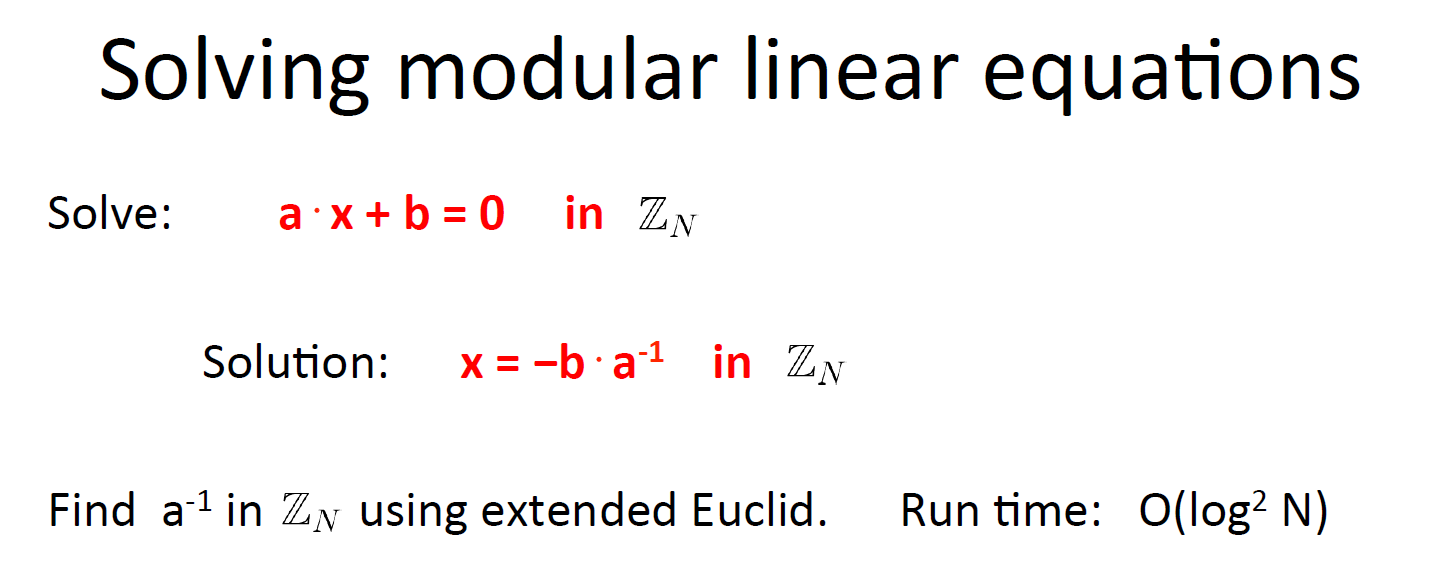 Solving modular linear equations
Solve: a · x + b = 0 in ℤ_N
Solution: x = –b · a⁻¹ in ℤ_N
Find a⁻¹ in ℤ_N using extended Euclid. Run time: O(log² N)